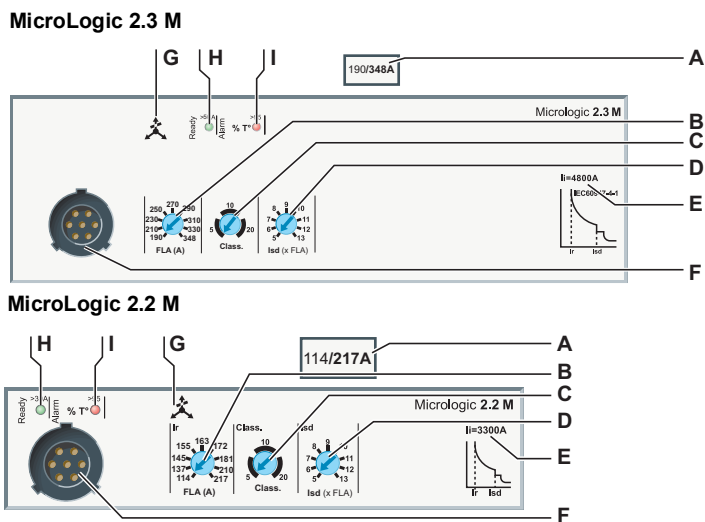 MicroLogic 2.3 M
G H I
190/348A
A
Ready >50A Alarm % T° >95
Micrologic 2.3 M
B
C
D
E
F
Ii=4800A
190 210 230 250 270 290 310 330 348
FLA (A)
5 10 20
Class.
5 6 7 8 9 10 11 12 13
Isd (x FLA)
Ir Isd
MicroLogic 2.2 M
H I G
114/217A
A
Ready Alarm % T°
Micrologic 2.2 M
B
C
D
E
F
Ir Class. Isd
Ii=3300A
114 137 145 155 163 172 181 210 217
FLA (A)
5 10 20
Class.
5 6 7 8 9 11 12 13
Isd (x FLA)
Ir Isd